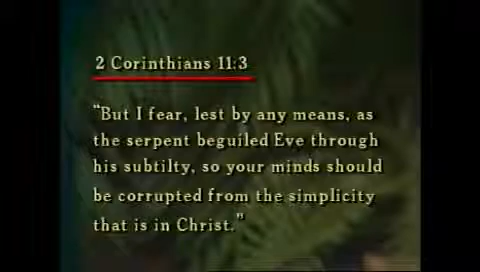 2 Corinthians 11:3
“But I fear, lest by any means, as
the serpent beguiled Eve through
his subtilty, so your minds should
be corrupted from the simplicity
that is in Christ.”